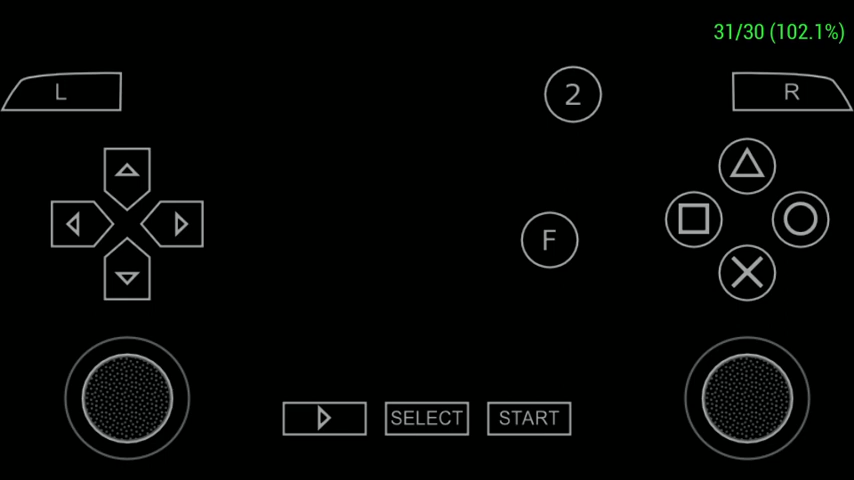 31/30 (102.1%)
L
2
R
F
SELECT
START